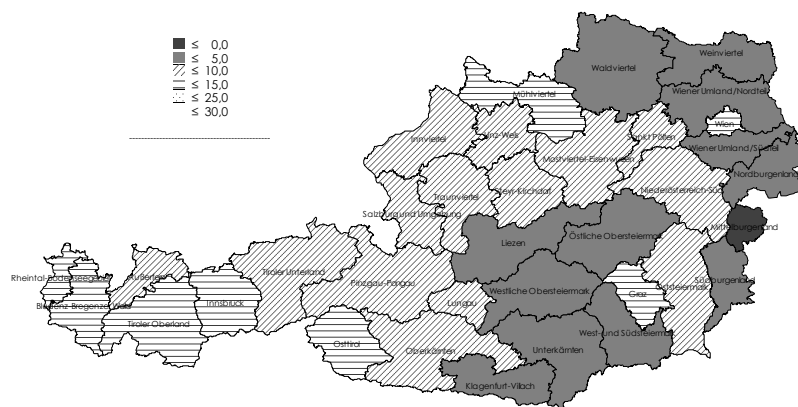 ≤ 0,0
≤ 5,0
≤ 10,0
≤ 15,0
≤ 25,0
≤ 30,0
Weinviertel
Waldviertel
Wiener Umland/Nordteil
Mühlviertel
Wien
Linz-Wels
Sankt Pölten
Innviertel
Wiener Umland/Südteil
Mostviertel-Eisenwurzen
Nordburgenland
Steyr-Kirchdorf
Niederösterreich-Süd
Traunviertel
Salzburg und Umgebung
Mittelburgenland
Östliche Obersteiermark
Liezen
Tiroler Unterland
Außerfern
Rheintal-Bodenseegebiet
Pinzgau-Pongau
Südburgenland
Oststeiermark
Westliche Obersteiermark
Graz
Innsbruck
Lungau
Bludenz-Bregenzer Wald
Tiroler Oberland
West- und Südsteiermark
Osttirol
Oberkärnten
Unterkärnten
Klagenfurt-Villach